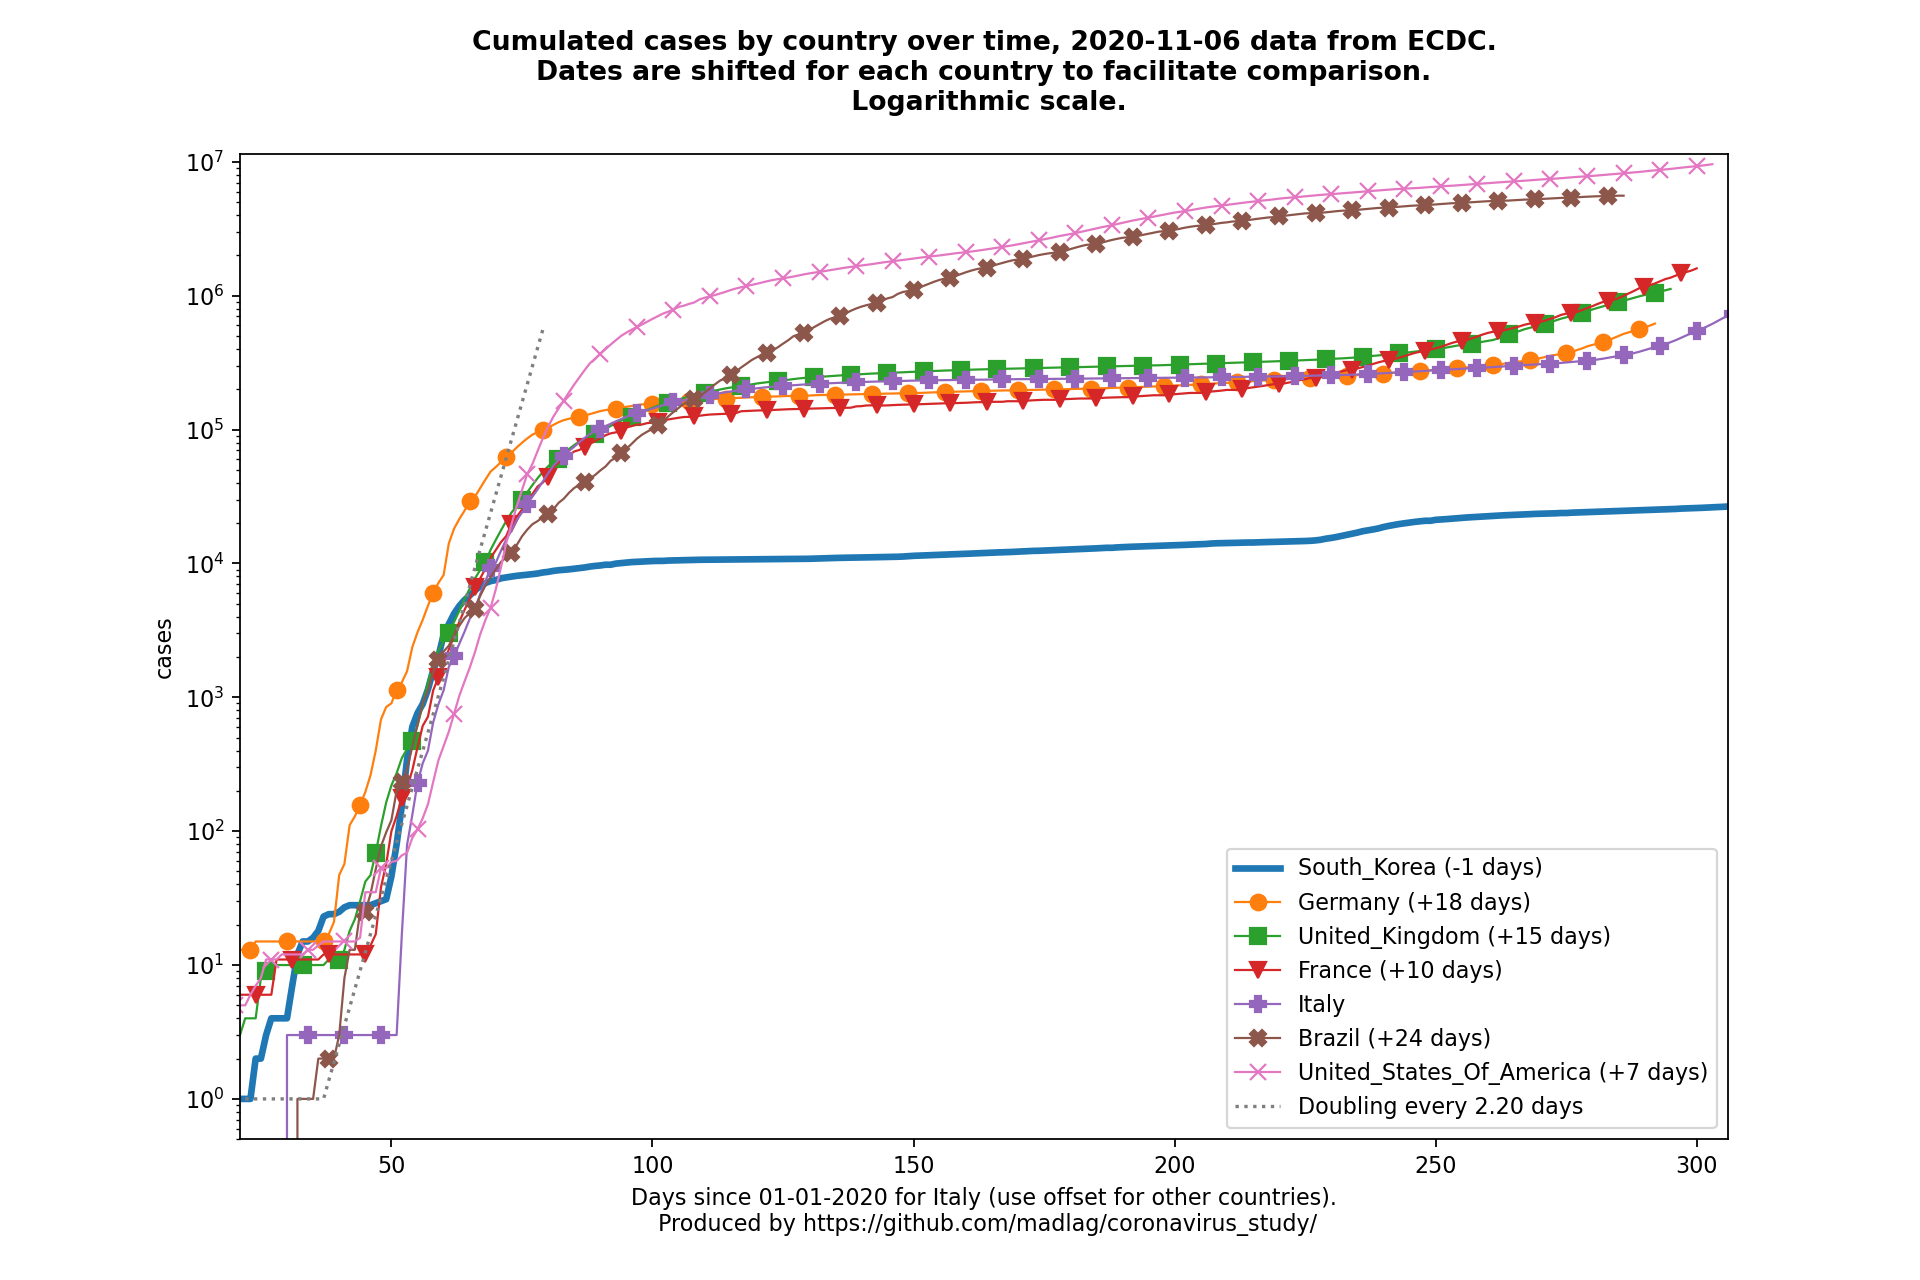 Cumulated cases by country over time, 2020-11-06 data from ECDC.
Dates are shifted for each country to facilitate comparison.
Logarithmic scale.
10^7
10^6
10^5
10^4
10^3
10^2
10^1
10^0
cases
South_Korea (-1 days)
Germany (+18 days)
United_Kingdom (+15 days)
France (+10 days)
Italy
Brazil (+24 days)
United_States_Of_America (+7 days)
Doubling every 2.20 days
50 100 150 200 250 300
Days since 01-01-2020 for Italy (use offset for other countries).
Produced by https://github.com/madlag/coronavirus_study/